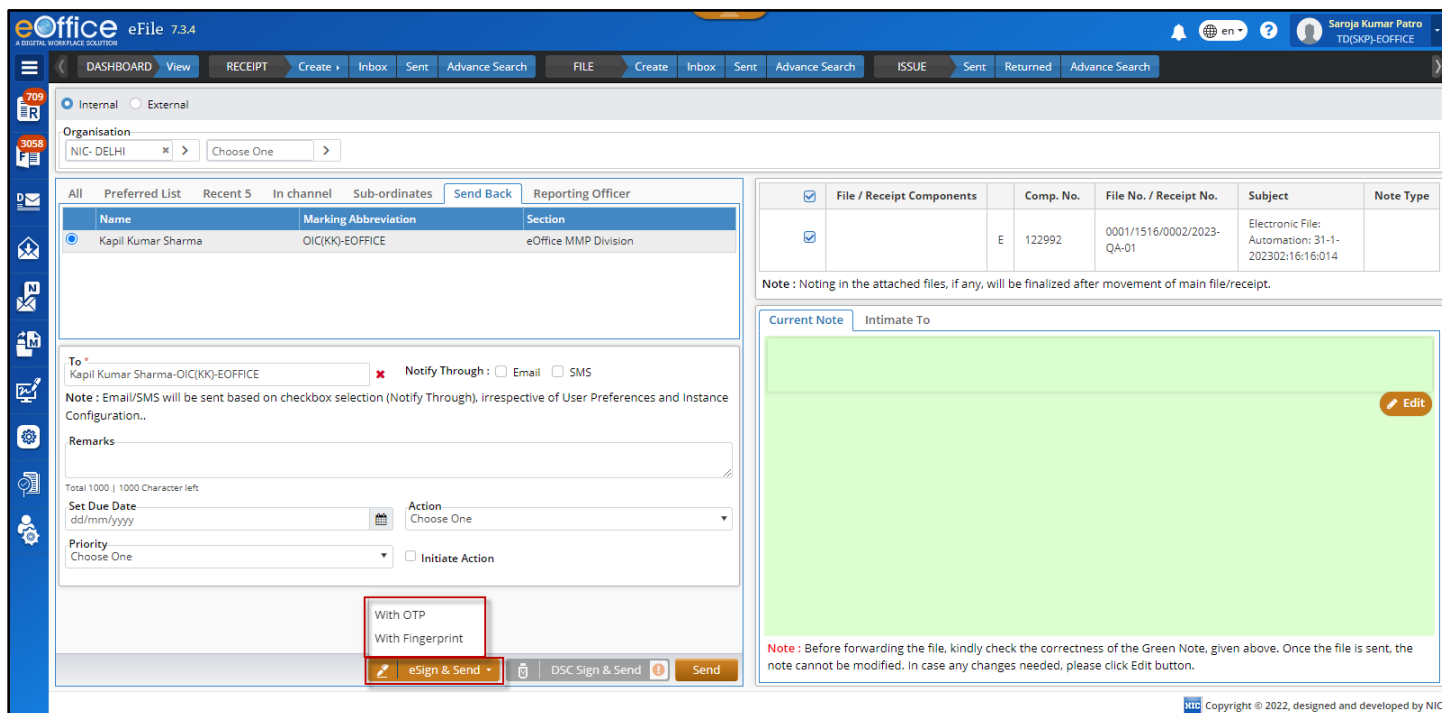 eOffice
A DIGITAL WORKPLACE SOLUTION
eFile 7.3.4
en
?
Saroja Kumar Patro
TD(SKP)-EOFFICE
DASHBOARD View RECEIPT Create Inbox Sent Advance Search FILE Create Inbox Sent Advance Search ISSUE Sent Returned Advance Search
709
R
3058
F
D
N
M
Internal External
Organisation
NIC- DELHI × Choose One
All Preferred List Recent 5 In channel Sub-ordinates Send Back Reporting Officer
Name Marking Abbreviation Section
Kapil Kumar Sharma OIC(KK)-EOFFICE eOffice MMP Division
To *
Kapil Kumar Sharma-OIC(KK)-EOFFICE Notify Through : Email SMS
Note : Email/SMS will be sent based on checkbox selection (Notify Through), irrespective of User Preferences and Instance
Configuration..
Remarks
Total 1000 | 1000 Character left
Set Due Date
dd/mm/yyyy
Action
Choose One
Priority
Choose One
Initiate Action
With OTP
With Fingerprint
eSign & Send DSC Sign & Send Send
File / Receipt Components Comp. No. File No. / Receipt No. Subject Note Type
E 122992
0001/1516/0002/2023-
QA-01
Electronic File:
Automation: 31-1-
202302:16:16:014
Note : Noting in the attached files, if any, will be finalized after movement of main file/receipt.
Current Note Intimate To
Edit
Note : Before forwarding the file, kindly check the correctness of the Green Note, given above. Once the file is sent, the
note cannot be modified. In case any changes needed, please click Edit button.
NIC Copyright © 2022, designed and developed by NIC